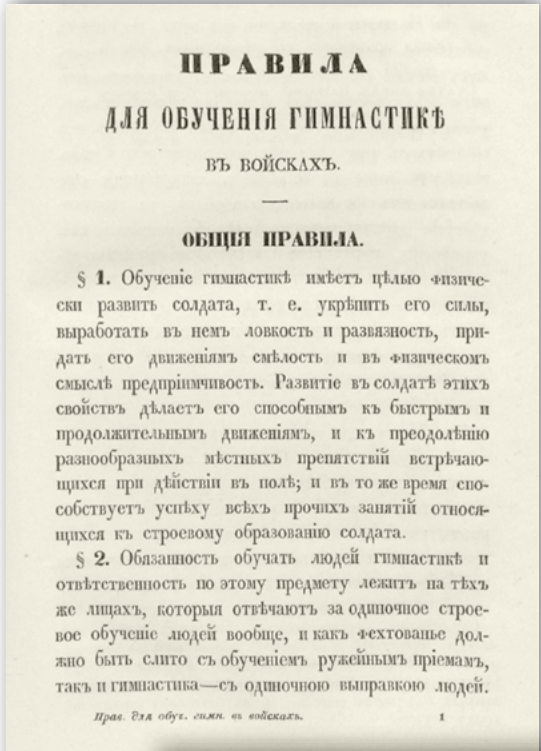 ПРАВИЛА
ДЛЯ ОБУЧЕНІЯ ГИМНАСТИКѢ
ВЪ ВОЙСКАХЪ.
ОБЩІЯ ПРАВИЛА.
§ 1. Обученіе гимнастикѣ имѣетъ цѣлью физиче-
ски развить солдата, т. е. укрѣпить его силы,
выработать въ немъ ловкость и развязность, при-
дать его движеніямъ смѣлость и въ физическомъ
смыслѣ предпріимчивость. Развитіе въ солдатѣ этихъ
свойствъ дѣлаетъ его способнымъ къ быстрымъ и
продолжительнымъ движеніямъ, и къ преодолѣнію
разнообразныхъ мѣстныхъ препятствій встрѣчаю-
щихся при дѣйствіи въ полѣ; и въ то же время спо-
собствуетъ успѣху всѣхъ прочихъ занятій относя-
щихся къ строевому образованію солдата.
§ 2. Обязанность обучать людей гимнастикѣ и
отвѣтственность по этому предмету лежитъ на тѣхъ
же лицахъ, которыя отвѣчаютъ за одиночное строе-
вое обученіе людей вообще, и какъ фехтованье дол-
жно быть слито съ обученіемъ ружейнымъ пріемамъ,
такъ и гимнастика—съ одиночною выправкою людей.
Прав. для обуч. гимн. въ войскахъ. 1